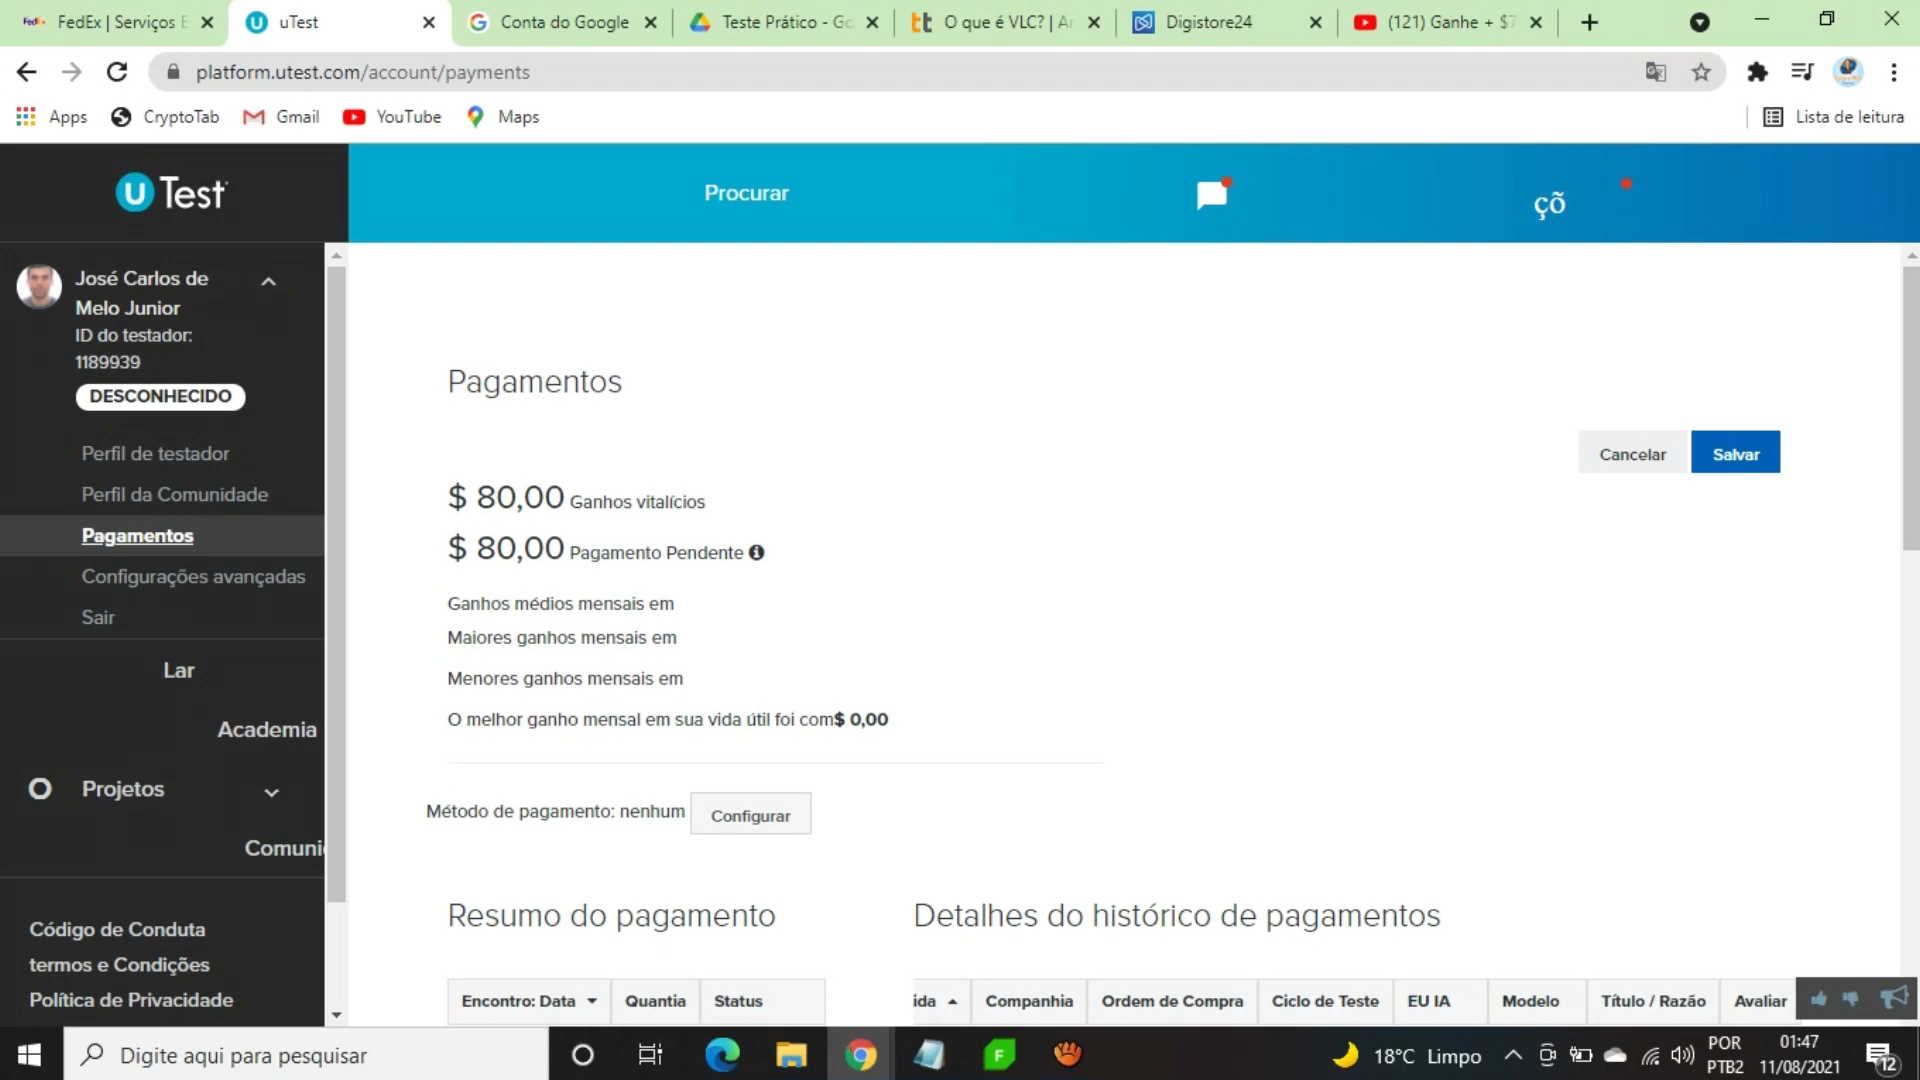 FedEx | Serviços E
uTest
Conta do Google
Teste Prático - Go
O que é VLC? | Ar
Digistore24
(121) Ganhe + $7
platform.utest.com/account/payments
Apps
CryptoTab
Gmail
YouTube
Maps
Lista de leitura
uTest
Procurar
çõ
José Carlos de
Melo Junior
ID do testador:
1189939
DESCONHECIDO
Perfil de testador
Perfil da Comunidade
Pagamentos
Configurações avançadas
Sair
Lar
Academia
Projetos
Comuni
Código de Conduta
termos e Condições
Política de Privacidade
Pagamentos
Cancelar
Salvar
$ 80,00 Ganhos vitalícios
$ 80,00 Pagamento Pendente
Ganhos médios mensais em
Maiores ganhos mensais em
Menores ganhos mensais em
O melhor ganho mensal em sua vida útil foi com$ 0,00
Método de pagamento: nenhum Configurar
Resumo do pagamento
Detalhes do histórico de pagamentos
Encontro: Data Quantia Status
ida Companhia Ordem de Compra Ciclo de Teste EU IA Modelo Título / Razão Avaliar
Digite aqui para pesquisar
18°C Limpo
POR
PTB2
01:47
11/08/2021
12